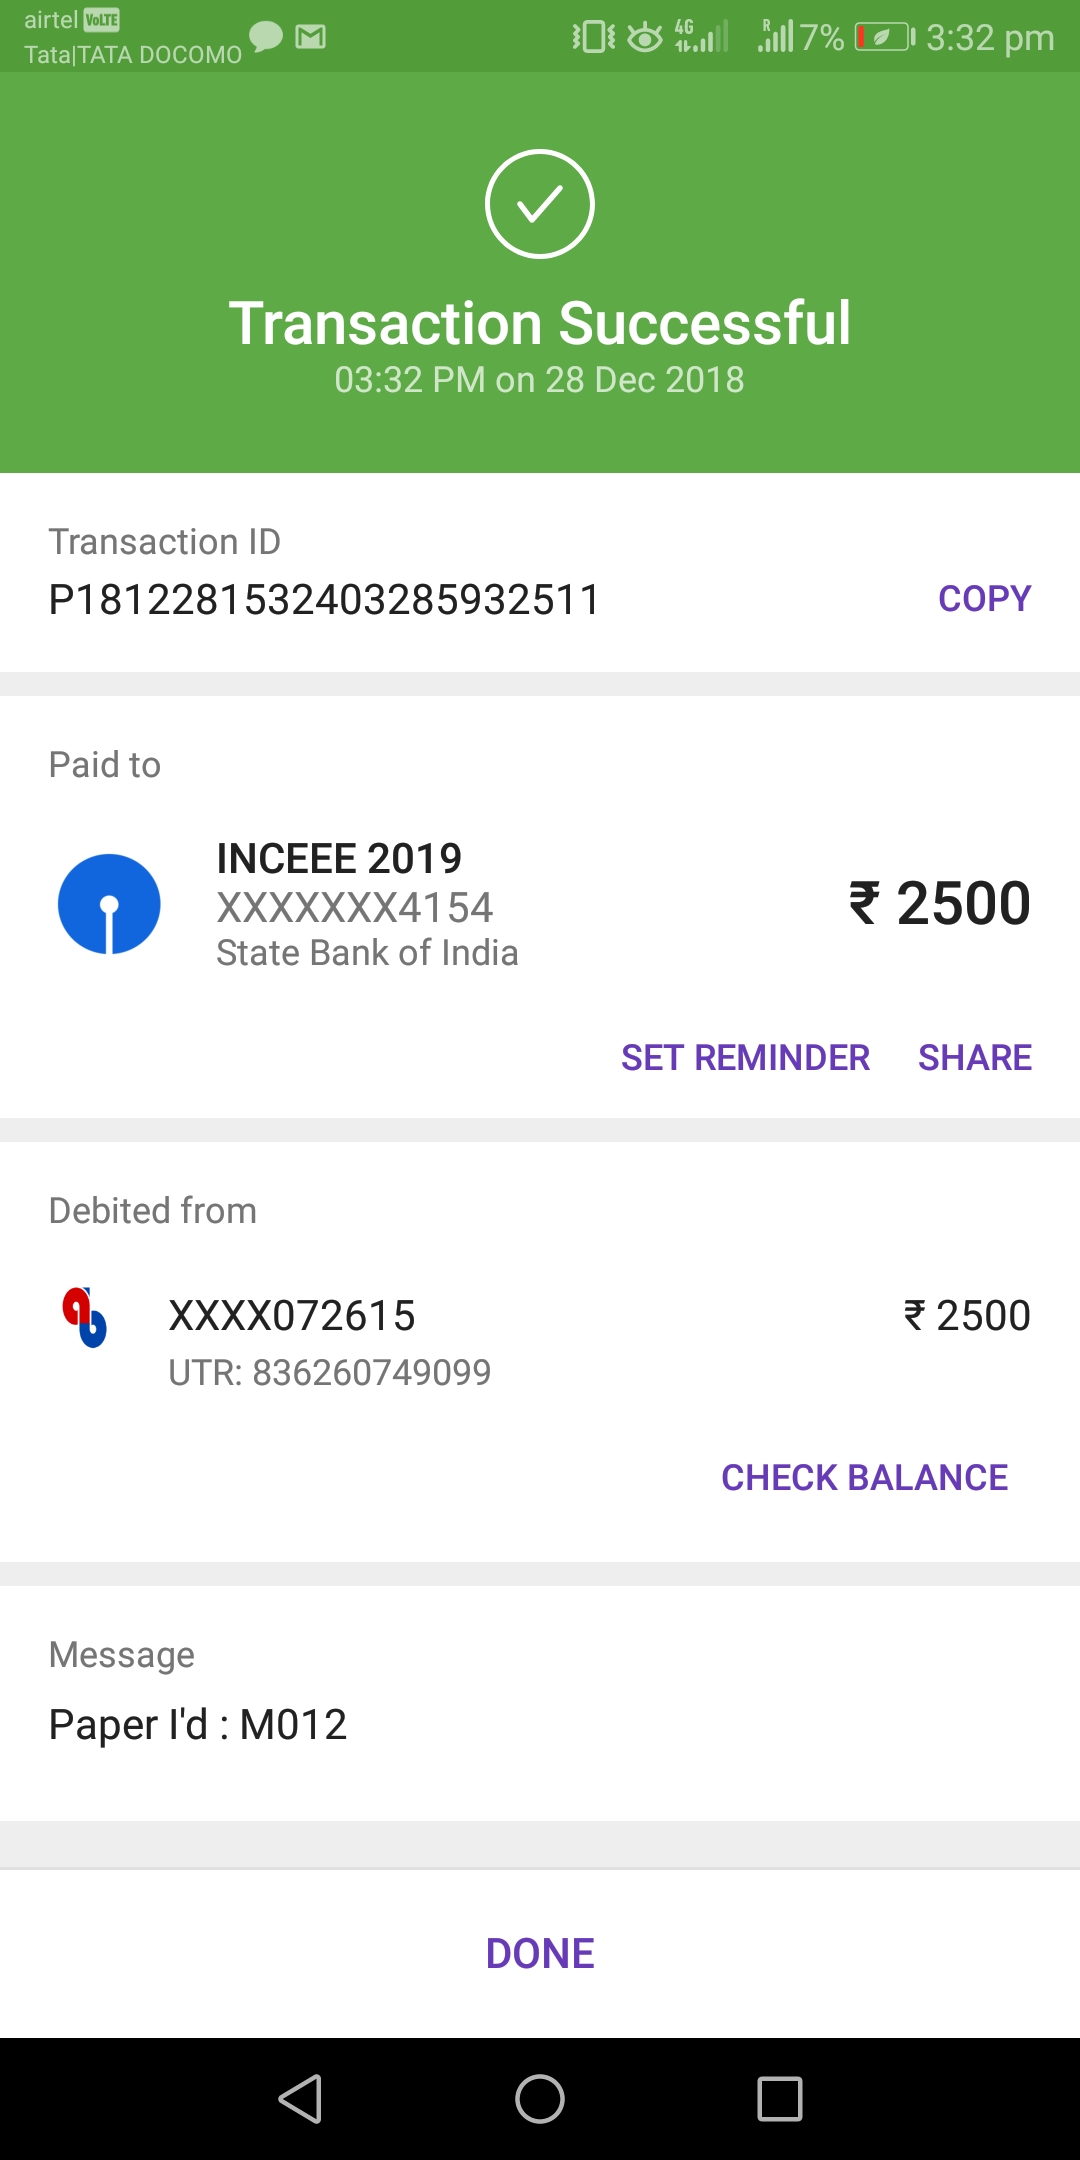 airtel VoLTE
Tata|TATA DOCOMO
4G R 7% 3:32 pm
Transaction Successful
03:32 PM on 28 Dec 2018
Transaction ID
P1812281532403285932511 COPY
Paid to
INCEEE 2019
XXXXXXX4154
State Bank of India
₹ 2500
SET REMINDER SHARE
Debited from
XXXX072615 ₹ 2500
UTR: 836260749099
CHECK BALANCE
Message
Paper I'd : M012
DONE